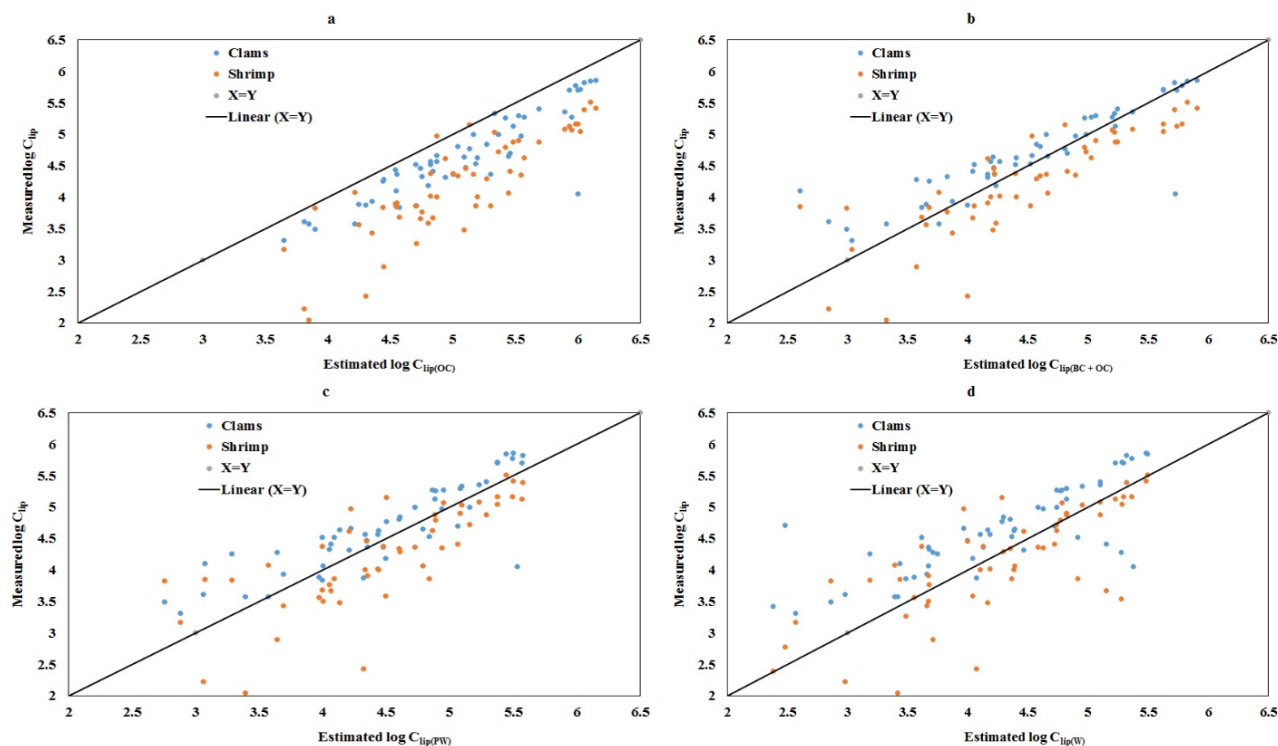 a
6.5
6
5.5
5
4.5
4
3.5
3
2.5
2
Measured log Clip
Clams
Shrimp
X=Y
Linear (X=Y)
2 2.5 3 3.5 4 4.5 5 5.5 6 6.5
Estimated log Clip(OC)
b
6.5
6
5.5
5
4.5
4
3.5
3
2.5
2
Measured log Clip
Clams
Shrimp
X=Y
Linear (X=Y)
2 2.5 3 3.5 4 4.5 5 5.5 6 6.5
Estimated log Clip(BC + OC)
c
6.5
6
5.5
5
4.5
4
3.5
3
2.5
2
Measured log Clip
Clams
Shrimp
X=Y
Linear (X=Y)
2 2.5 3 3.5 4 4.5 5 5.5 6 6.5
Estimated log Clip(PW)
d
6.5
6
5.5
5
4.5
4
3.5
3
2.5
2
Measured log Clip
Clams
Shrimp
X=Y
Linear (X=Y)
2 2.5 3 3.5 4 4.5 5 5.5 6 6.5
Estimated log Clip(W)